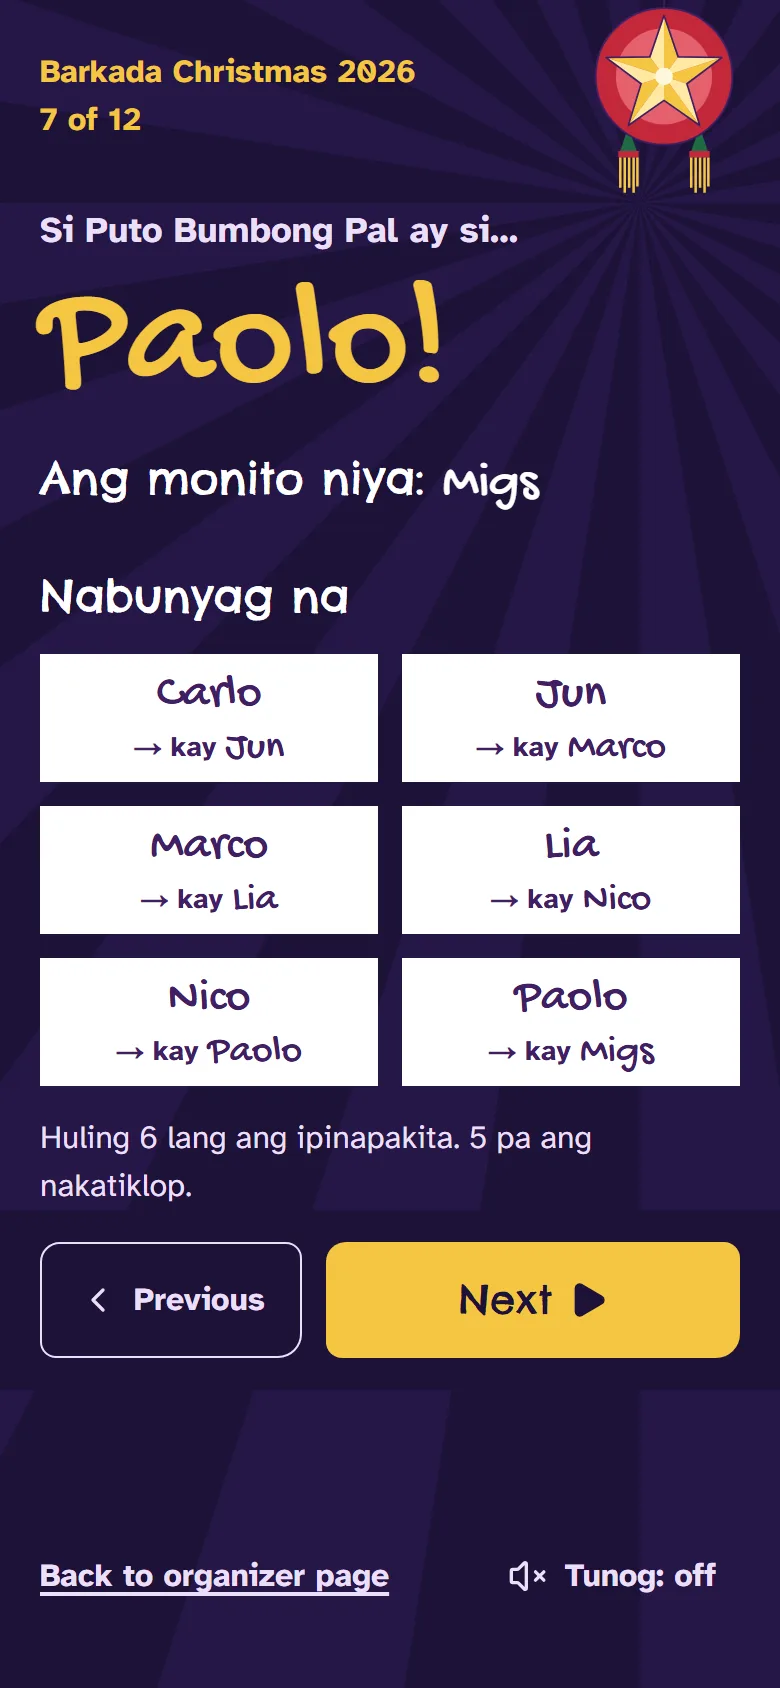 Barkada Christmas 2026
7 of 12
Si Puto Bumbong Pal ay si...
Paolo!
Ang monito niya: Migs
Nabunyag na
Carlo
→ kay Jun
Jun
→ kay Marco
Marco
→ kay Lia
Lia
→ kay Nico
Nico
→ kay Paolo
Paolo
→ kay Migs
Huling 6 lang ang ipinapakita. 5 pa ang
nakatiklop.
Previous
Next
Back to organizer page
Tunog: off